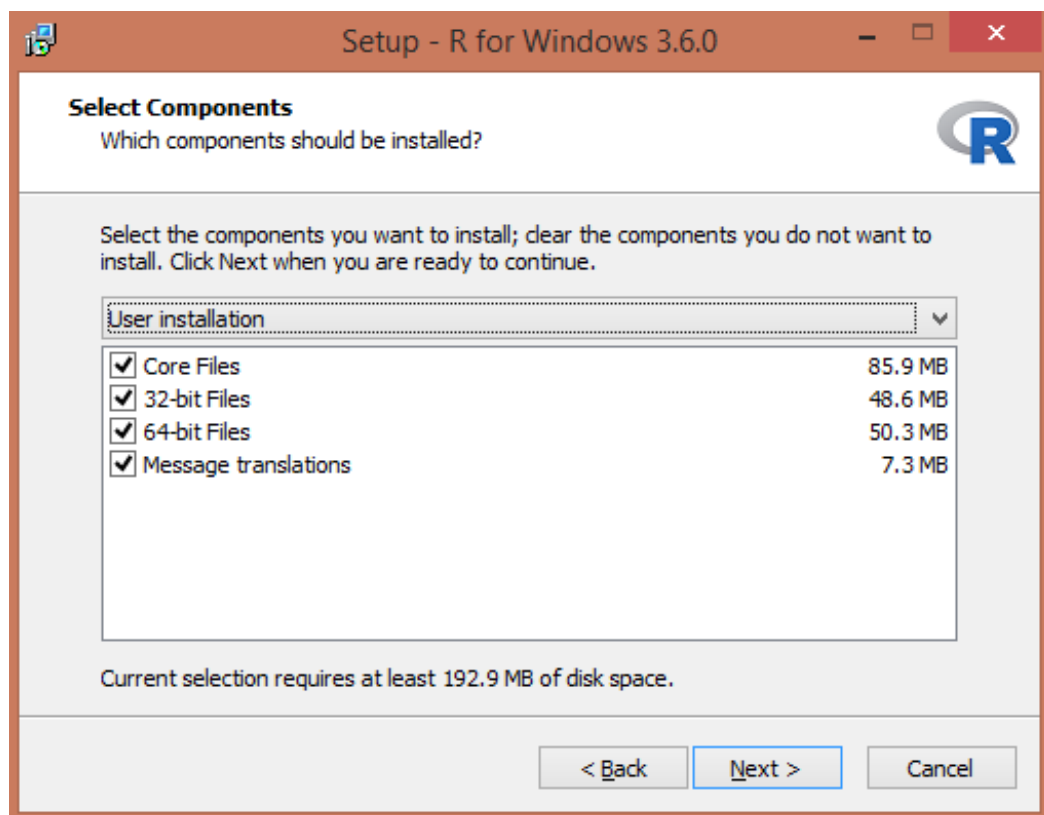 Setup - R for Windows 3.6.0
Select Components
Which components should be installed?
R
Select the components you want to install; clear the components you do not want to
install. Click Next when you are ready to continue.
User installation
Core Files 85.9 MB
32-bit Files 48.6 MB
64-bit Files 50.3 MB
Message translations 7.3 MB
Current selection requires at least 192.9 MB of disk space.
< Back Next > Cancel